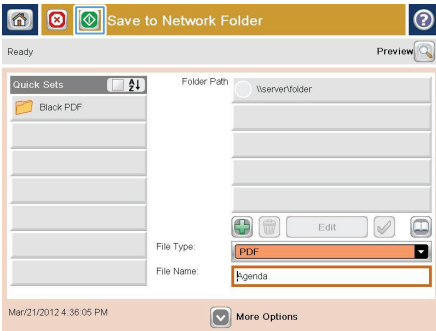 Save to Network Folder
Ready
Preview
Quick Sets
Folder Path
\\server\folder
Black PDF
Edit
File Type:
PDF
File Name:
Agenda
Mar/21/2012 4:36:05 PM
More Options